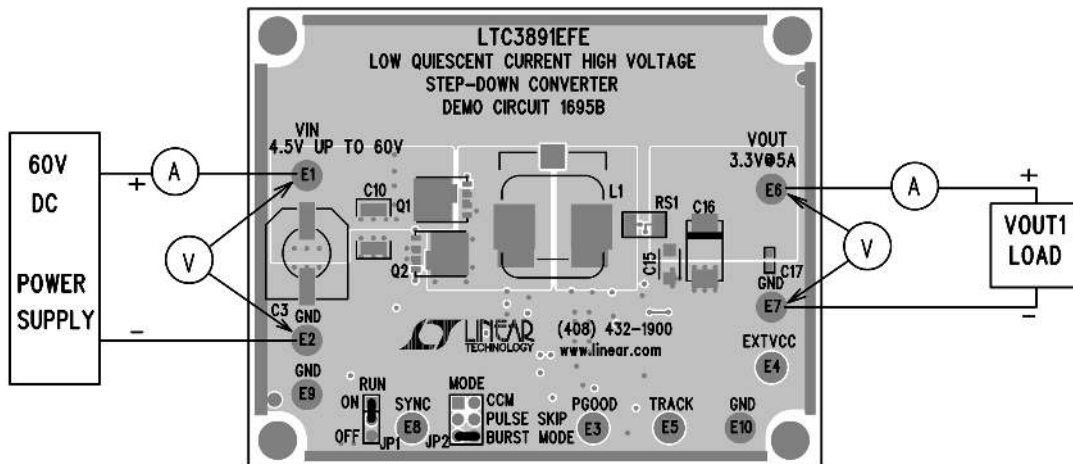 LTC3891EFE
LOW QUIESCENT CURRENT HIGH VOLTAGE
STEP-DOWN CONVERTER
DEMO CIRCUIT 1695B
60V
DC
POWER
SUPPLY
+
A
V
-
VIN
4.5V UP TO 60V
E1
C10
Q1
Q2
C3
GND
E2
GND
E9
L1
RS1
C15
C16
C17
VOUT
3.3V@5A
E6
GND
E7
EXTVCC
E4
A
V
+
VOUT1
LOAD
-
LINEAR
TECHNOLOGY
(408) 432-1900
www.linear.com
RUN
ON
OFF
JP1
SYNC
E8
MODE
CCM
PULSE SKIP
BURST MODE
JP2
PGOOD
E3
TRACK
E5
GND
E10